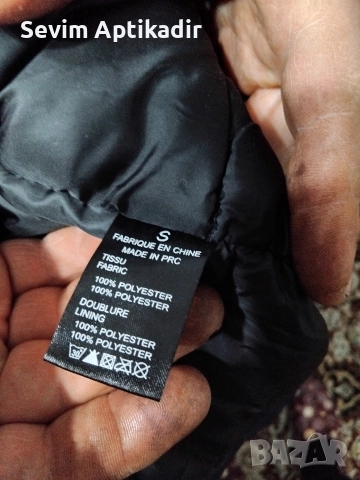 Sevim Aptikadir
S
FABRIQUE EN CHINE
MADE IN PRC
TISSU
FABRIC
100% POLYESTER
100% POLYESTER
DOUBLURE
LINING
100% POLYESTER
100% POLYESTER
30
BAZAR